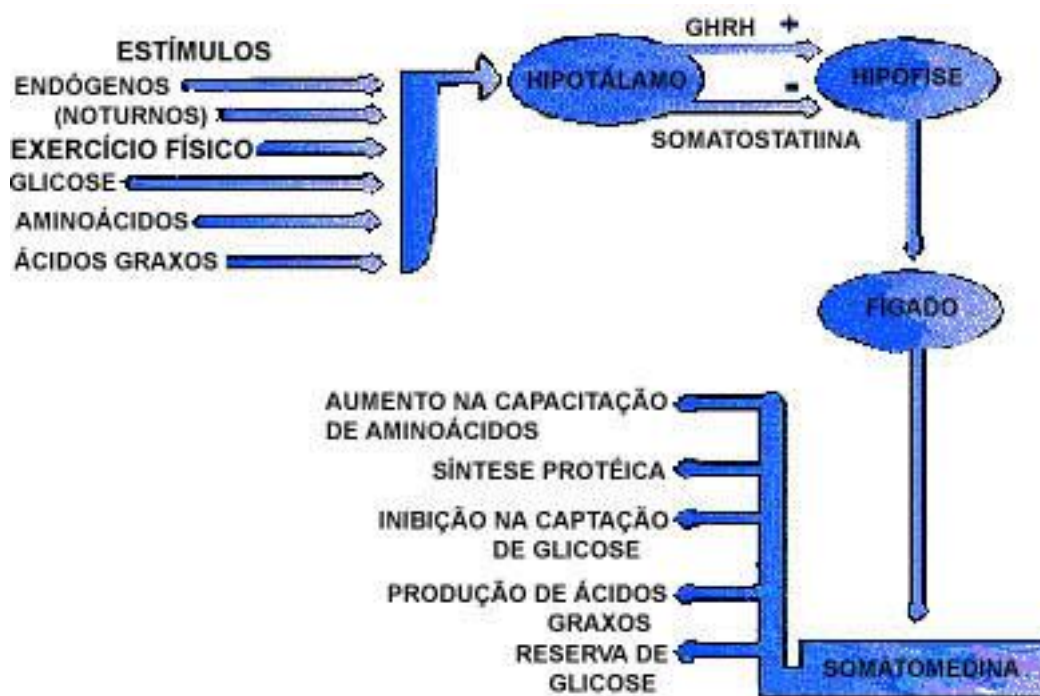 ESTÍMULOS
ENDÓGENOS
(NOTURNOS)
EXERCÍCIO FÍSICO
GLICOSE
AMINOÁCIDOS
ÁCIDOS GRAXOS
HIPOTÁLAMO
GHRH +
-
SOMATOSTATIINA
HIPÓFISE
FÍGADO
AUMENTO NA CAPACITAÇÃO
DE AMINOÁCIDOS
SÍNTESE PROTÉICA
INIBIÇÃO NA CAPTAÇÃO
DE GLICOSE
PRODUÇÃO DE ÁCIDOS
GRAXOS
RESERVA DE
GLICOSE
SOMATOMEDINA